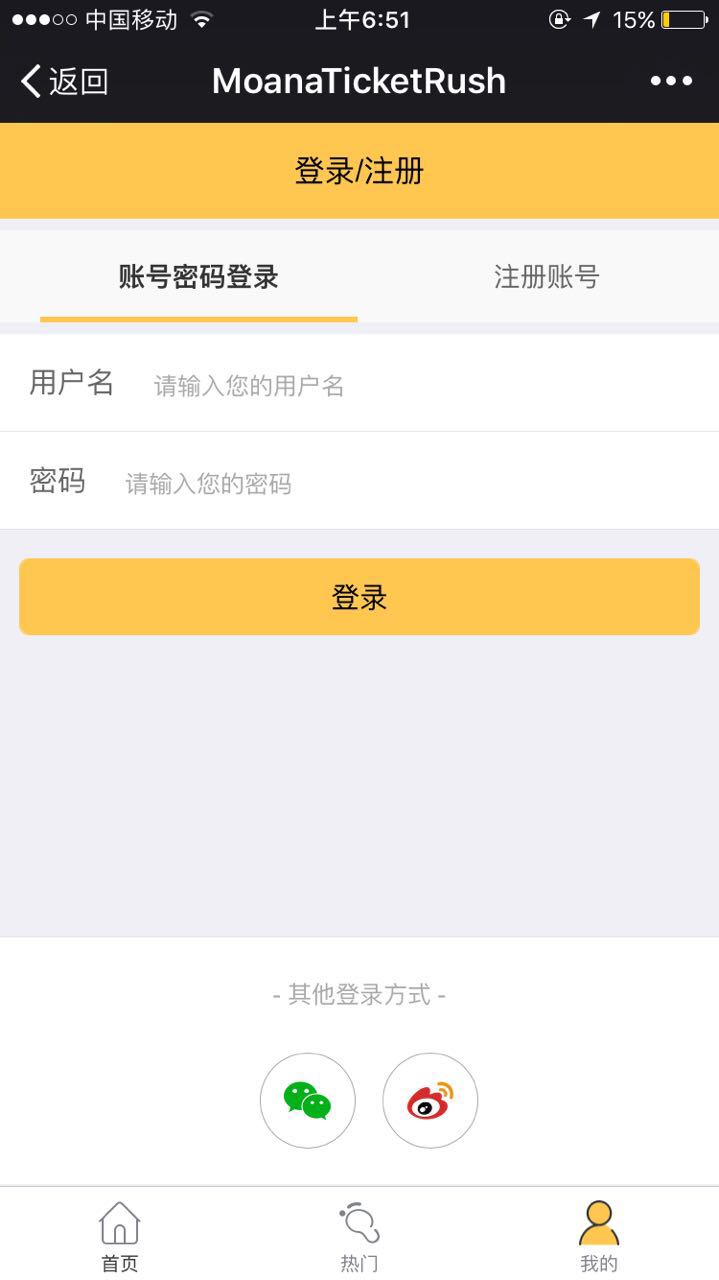 中国移动 上午6:51 15%
返回 MoanaTicketRush
登录/注册
账号密码登录 注册账号
用户名 请输入您的用户名
密码 请输入您的密码
登录
- 其他登录方式 -
首页 热门 我的